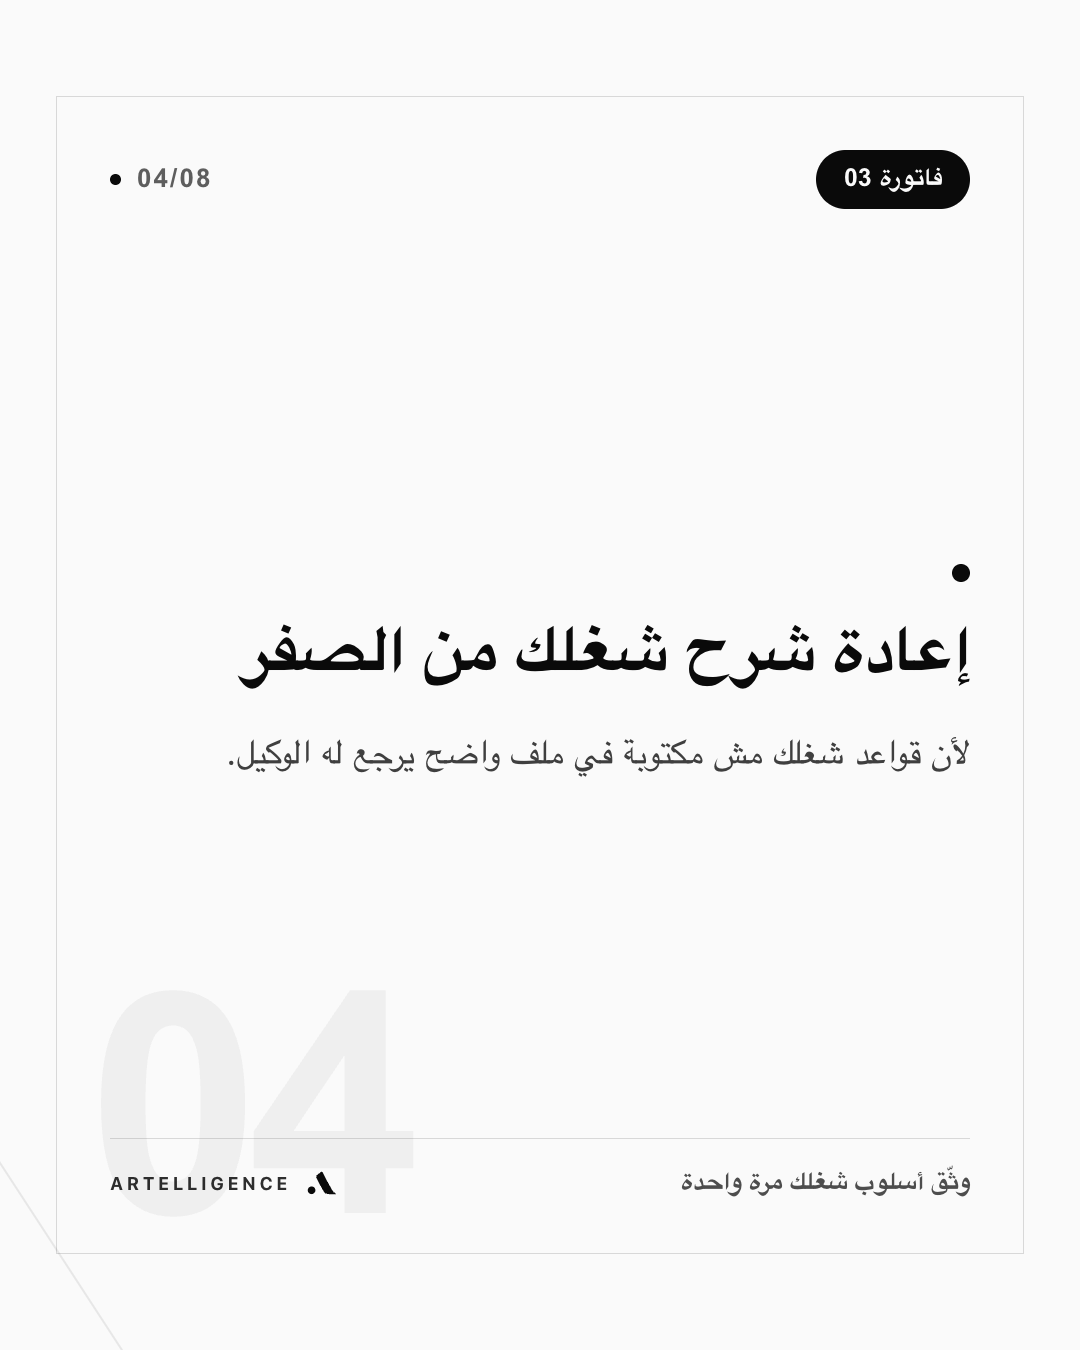 فاتورة 03
04/08
إعادة شرح شغلك من الصفر
لأن قواعد شغلك مش مكتوبة في ملف واضح يرجع له الوكيل.
04
وثّق أسلوب شغلك مرة واحدة
ARTELLIGENCE